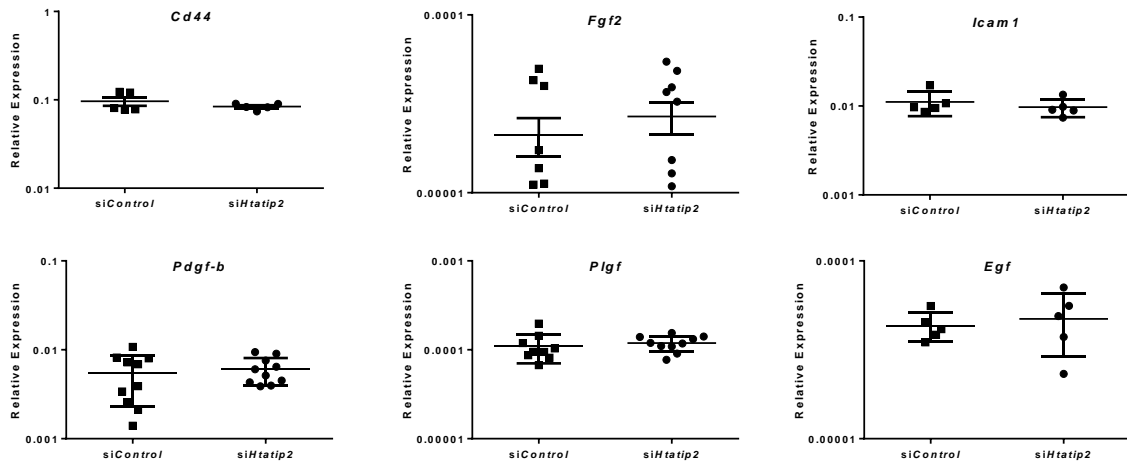 Cd44
Relative Expression
1
0.1
0.01
siControl
siHtatip2
Fgf2
Relative Expression
0.0001
0.00001
siControl
siHtatip2
Icam1
Relative Expression
0.1
0.01
0.001
siControl
siHtatip2
Pdgf-b
Relative Expression
0.1
0.01
0.001
siControl
siHtatip2
Plgf
Relative Expression
0.001
0.0001
0.00001
siControl
siHtatip2
Egf
Relative Expression
0.0001
0.00001
siControl
siHtatip2